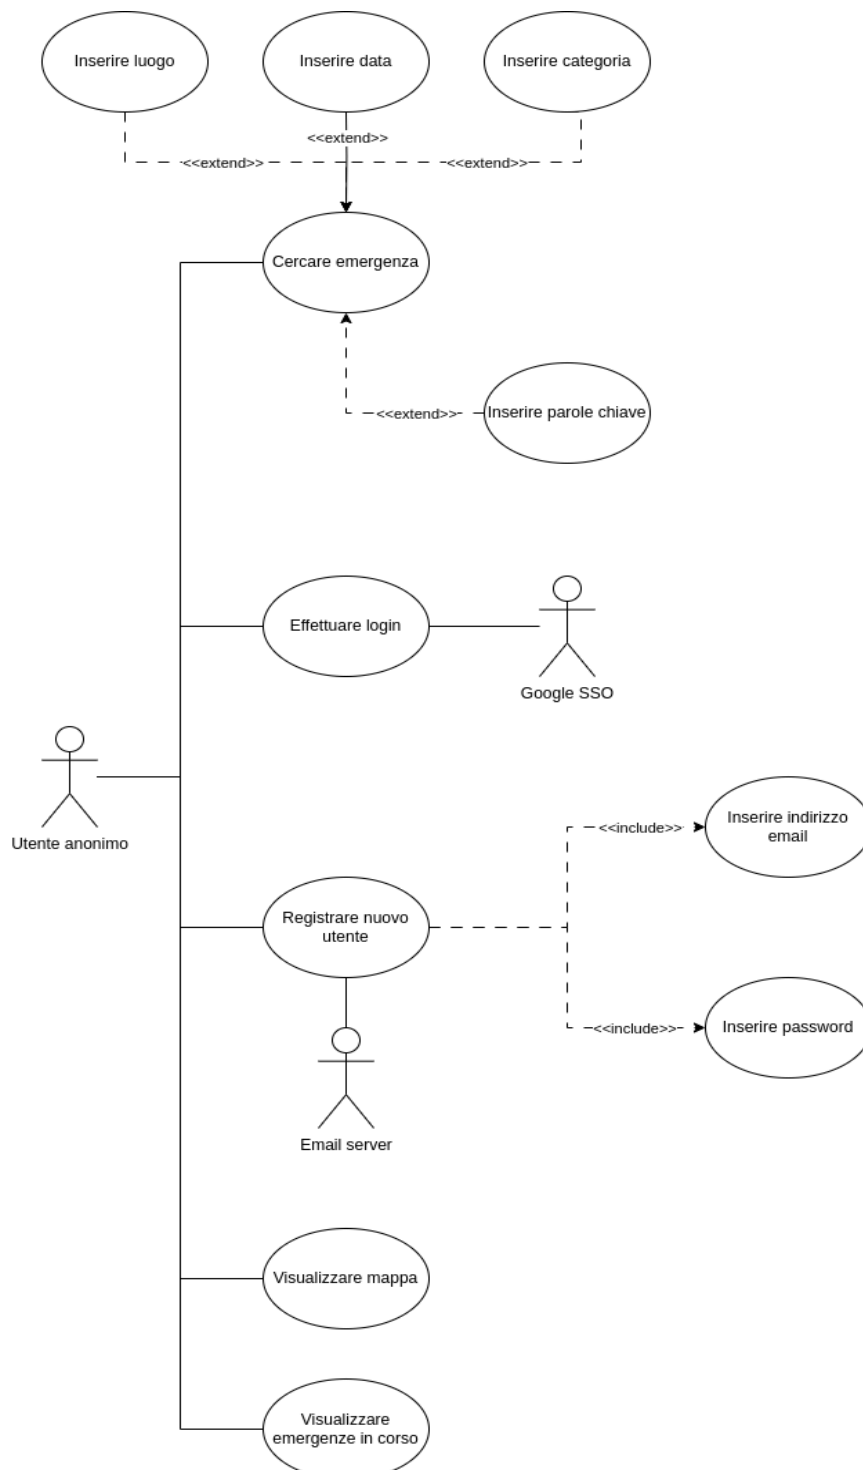 Inserire luogo
Inserire data
Inserire categoria
<<extend>>
<<extend>>
<<extend>>
Cercare emergenza
<<extend>>
Inserire parole chiave
Effettuare login
Google SSO
Utente anonimo
<<include>>
Inserire indirizzo
email
Registrare nuovo
utente
<<include>>
Inserire password
Email server
Visualizzare mappa
Visualizzare
emergenze in corso